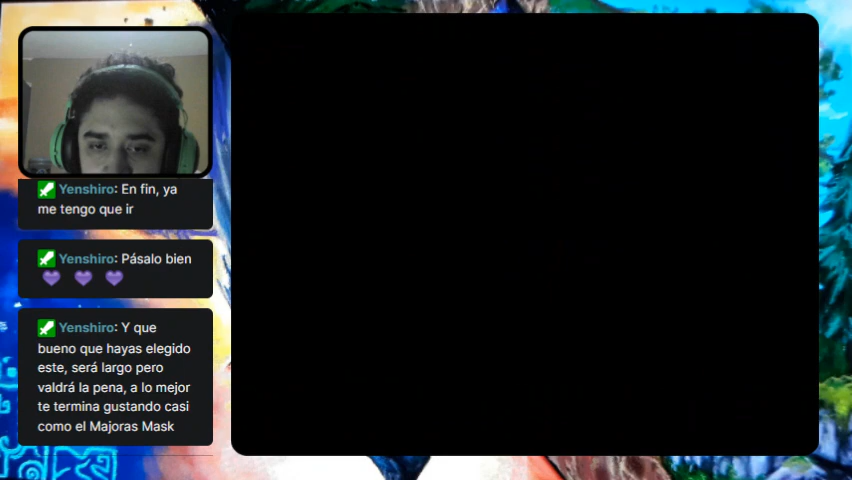 Yenshiro: En fin, ya
me tengo que ir
Yenshiro: Pásalo bien
Yenshiro: Y que
bueno que hayas elegido
este, será largo pero
valdrá la pena, a lo mejor
te termina gustando casi
como el Majoras Mask